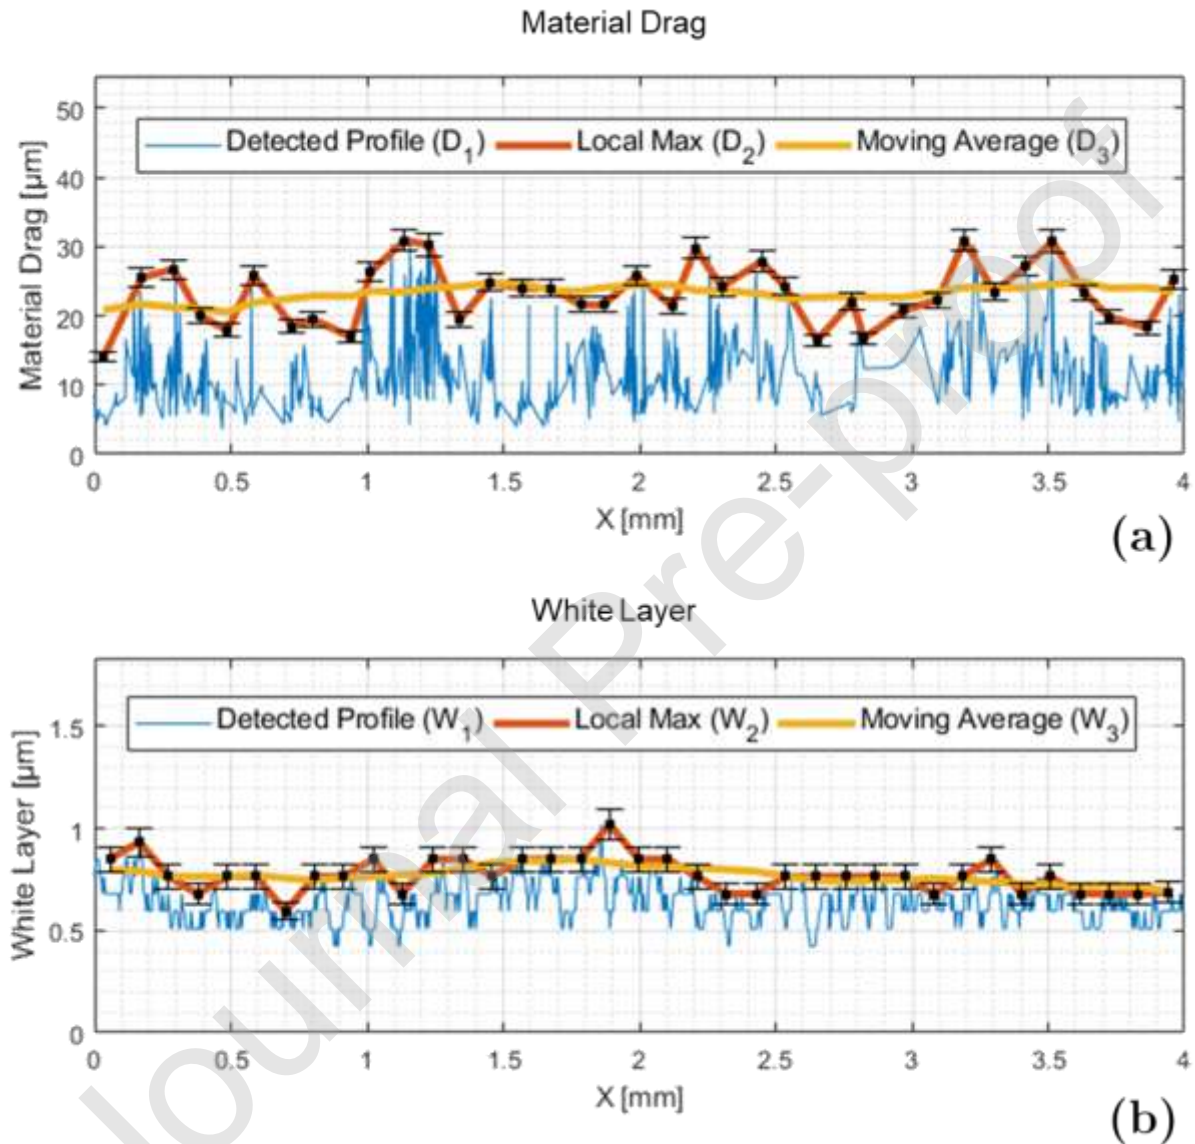 Material Drag
Material Drag [µm]
50
40
30
20
10
0
Detected Profile (D1) Local Max (D2) Moving Average (D3)
0 0.5 1 1.5 2 2.5 3 3.5 4
X [mm]
(a)
White Layer
White Layer [µm]
1.5
1
0.5
0
Detected Profile (W1) Local Max (W2) Moving Average (W3)
0 0.5 1 1.5 2 2.5 3 3.5 4
X [mm]
(b)
Journal Pre-proof